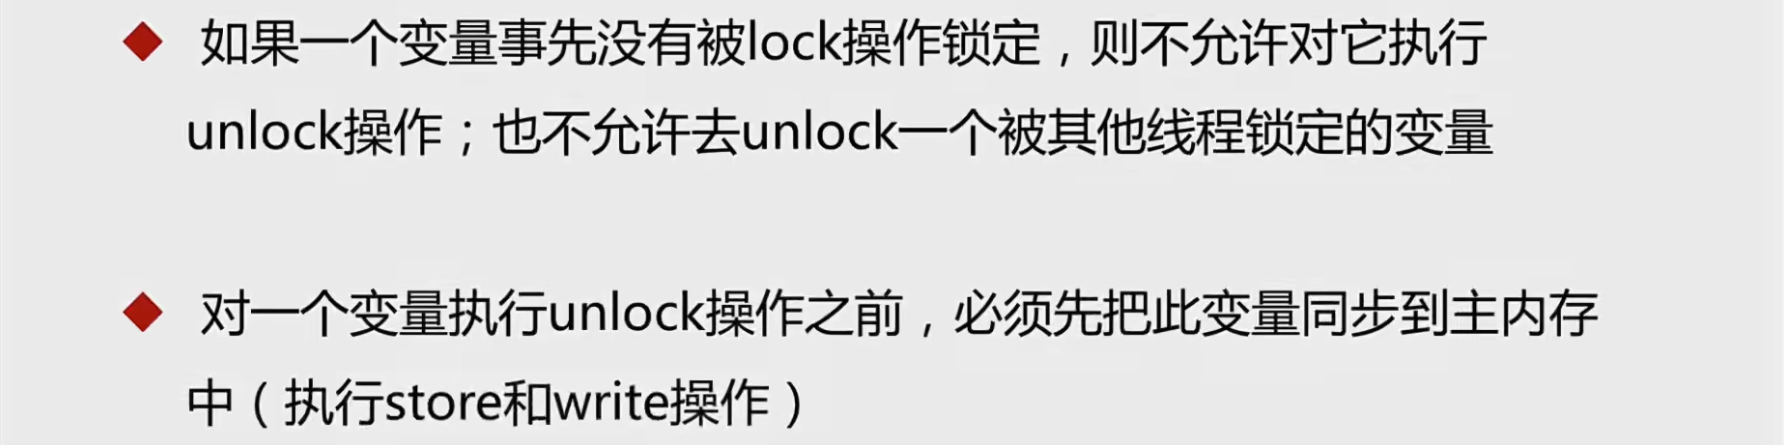 如果一个变量事先没有被lock操作锁定，则不允许对它执行
unlock操作；也不允许去unlock一个被其他线程锁定的变量
对一个变量执行unlock操作之前，必须先把此变量同步到主内存
中（执行store和write操作）